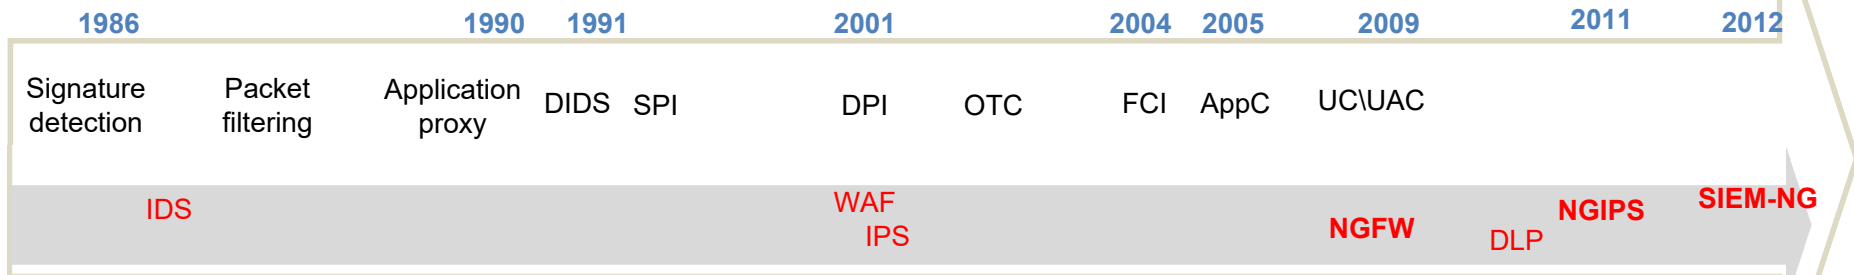 1986 1990 1991 2001 2004 2005 2009 2011 2012
Signature
detection
Packet
filtering
Application
proxy
DIDS
SPI
DPI
OTC
FCI
AppC
UC\UAC
IDS
WAF
IPS
NGFW
DLP
NGIPS
SIEM-NG